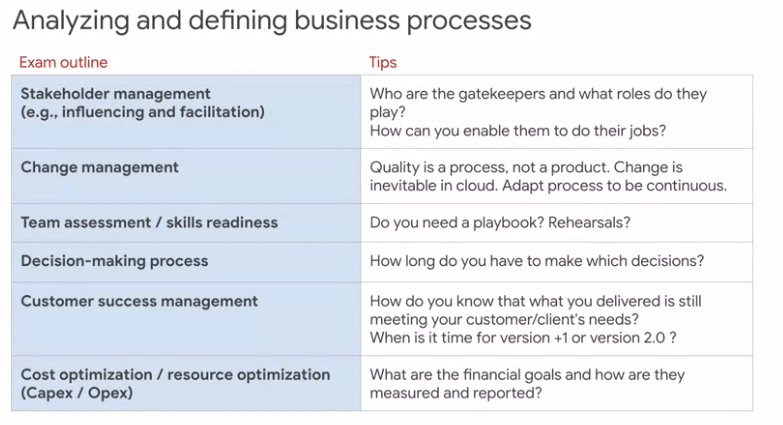 Analyzing and defining business processes
Exam outline
Tips
Stakeholder management
(e.g., influencing and facilitation)
Who are the gatekeepers and what roles do they
play?
How can you enable them to do their jobs?
Change management
Quality is a process, not a product. Change is
inevitable in cloud. Adapt process to be continuous.
Team assessment / skills readiness
Do you need a playbook? Rehearsals?
Decision-making process
How long do you have to make which decisions?
Customer success management
How do you know that what you delivered is still
meeting your customer/client's needs?
When is it time for version +1 or version 2.0 ?
Cost optimization / resource optimization
(Capex / Opex)
What are the financial goals and how are they
measured and reported?